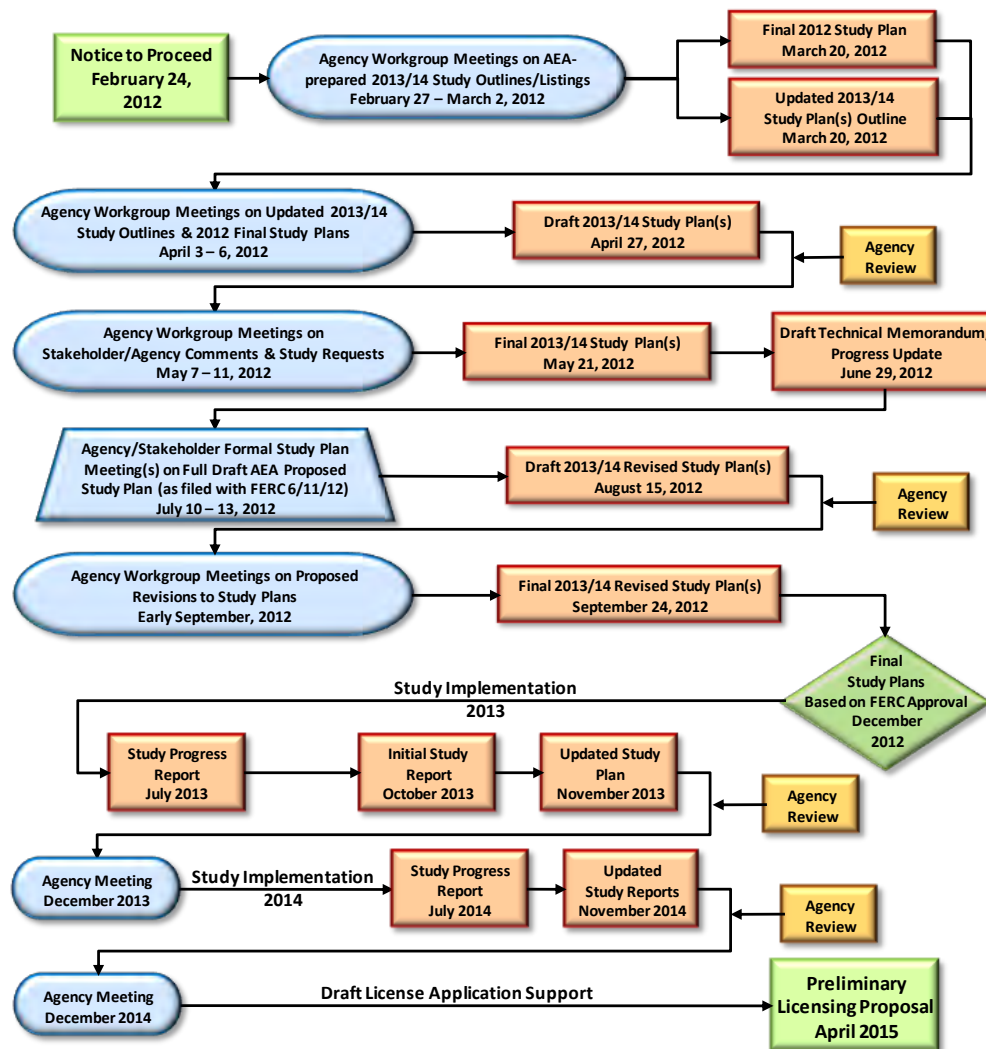 Notice to Proceed
February 24,
2012
Agency Workgroup Meetings on AEA-
prepared 2013/14 Study Outlines/Listings
February 27 – March 2, 2012
Final 2012 Study Plan
March 20, 2012
Updated 2013/14
Study Plan(s) Outline
March 20, 2012
Agency Workgroup Meetings on Updated 2013/14
Study Outlines & 2012 Final Study Plans
April 3 – 6, 2012
Draft 2013/14 Study Plan(s)
April 27, 2012
Agency
Review
Agency Workgroup Meetings on
Stakeholder/Agency Comments & Study Requests
May 7 – 11, 2012
Final 2013/14 Study Plan(s)
May 21, 2012
Draft Technical Memorandum,
Progress Update
June 29, 2012
Agency/Stakeholder Formal Study Plan
Meeting(s) on Full Draft AEA Proposed
Study Plan (as filed with FERC 6/11/12)
July 10 – 13, 2012
Draft 2013/14 Revised Study Plan(s)
August 15, 2012
Agency
Review
Agency Workgroup Meetings on Proposed
Revisions to Study Plans
Early September, 2012
Final 2013/14 Revised Study Plan(s)
September 24, 2012
Final
Study Plans
Based on FERC Approval
December
2012
Study Implementation
2013
Study Progress
Report
July 2013
Initial Study
Report
October 2013
Updated Study
Plan
November 2013
Agency
Review
Agency Meeting
December 2013
Study Implementation
2014
Study Progress
Report
July 2014
Updated
Study Reports
November 2014
Agency
Review
Agency Meeting
December 2014
Draft License Application Support
Preliminary
Licensing Proposal
April 2015